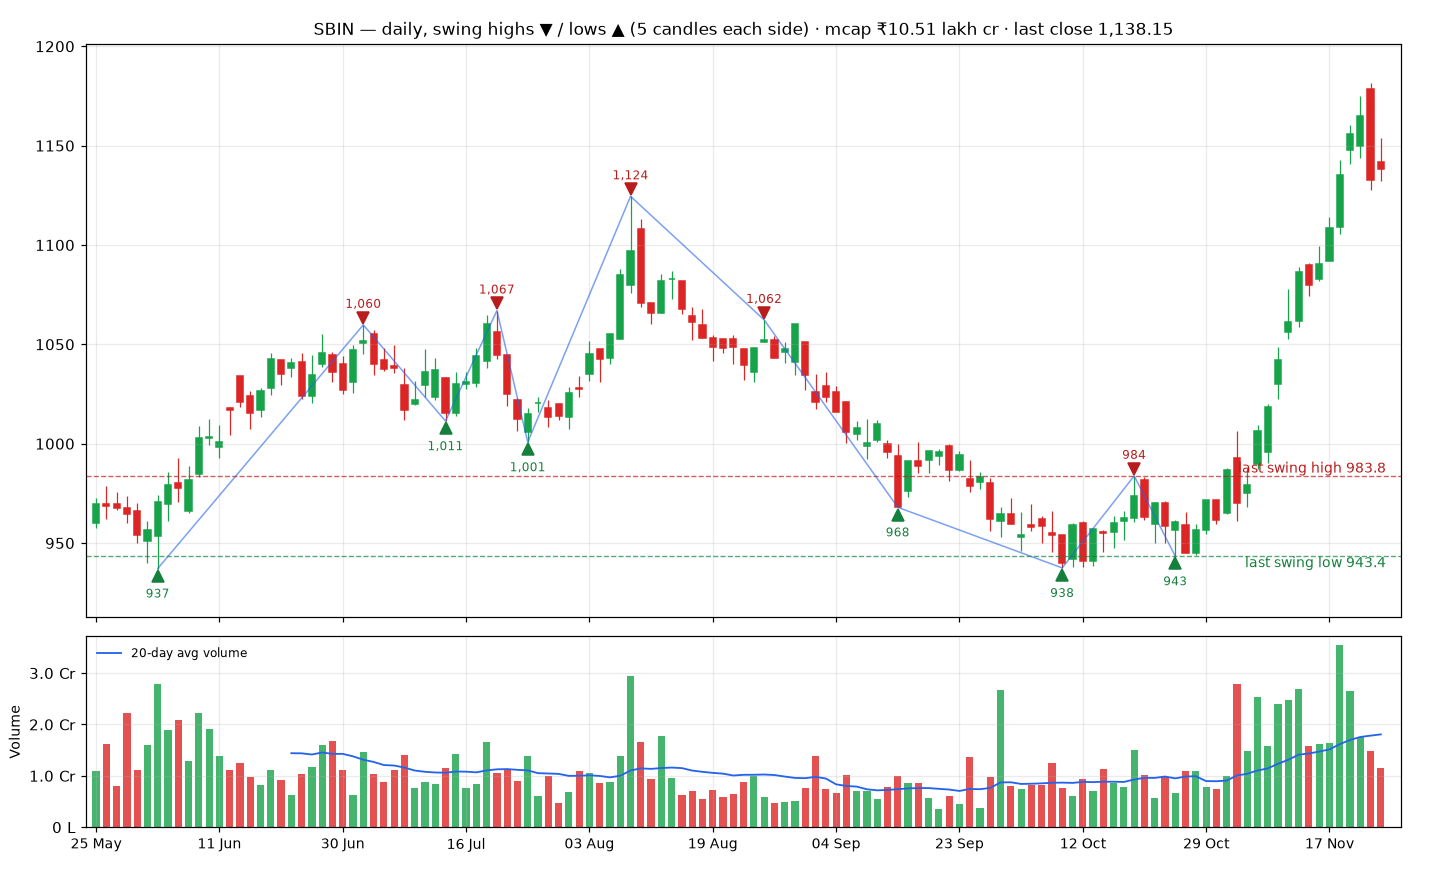 SBIN — daily, swing highs ▼ / lows ▲ (5 candles each side) · mcap ₹10.51 lakh cr · last close 1,138.15
1200
1150
1100
1050
1000
950
1,124
1,067
1,062
1,060
1,011
1,001
984
last swing high 983.8
968
last swing low 943.4
943
937
938
20-day avg volume
Volume
3.0 Cr
2.0 Cr
1.0 Cr
0 L
25 May 11 Jun 30 Jun 16 Jul 03 Aug 19 Aug 04 Sep 23 Sep 12 Oct 29 Oct 17 Nov